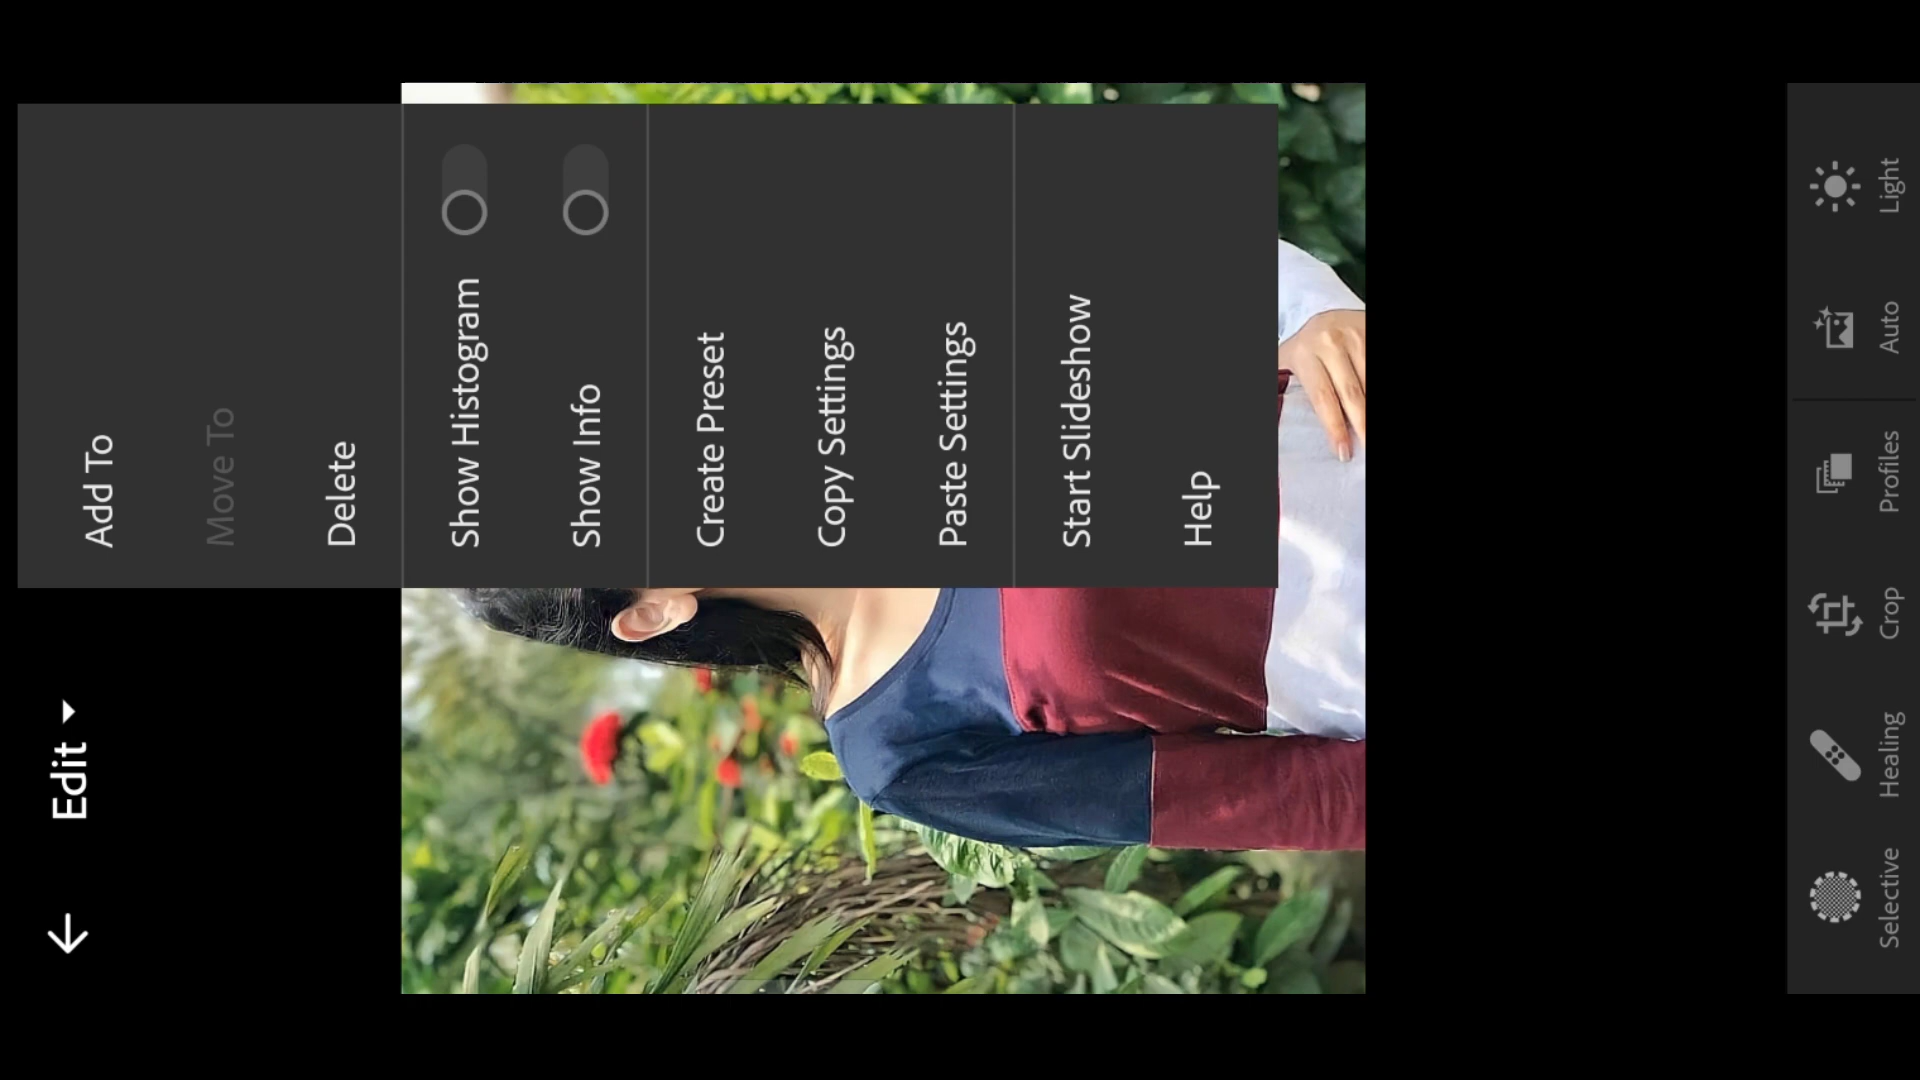 Edit
Add To
Move To
Delete
Show Histogram
Show Info
Create Preset
Copy Settings
Paste Settings
Start Slideshow
Help
Selective
Healing
Crop
Profiles
Auto
Light